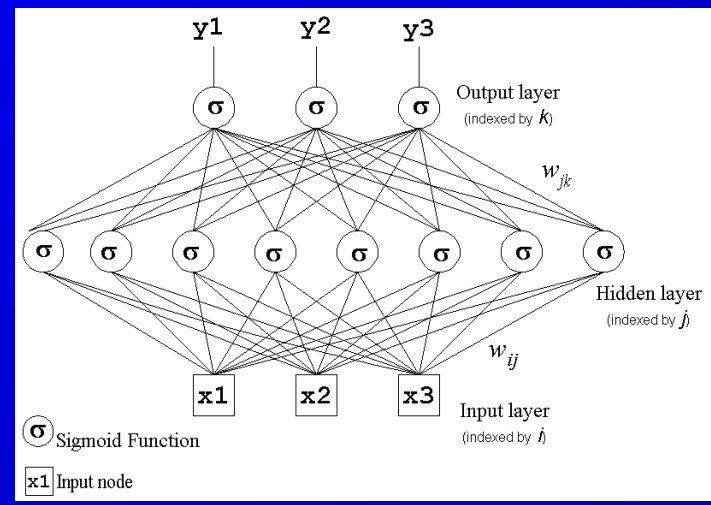 y1 y2 y3
σ σ σ
Output layer
(indexed by k)
w_jk
σ σ σ σ σ σ σ σ
Hidden layer
(indexed by j)
w_ij
x1 x2 x3
Input layer
(indexed by i)
σ Sigmoid Function
x1 Input node